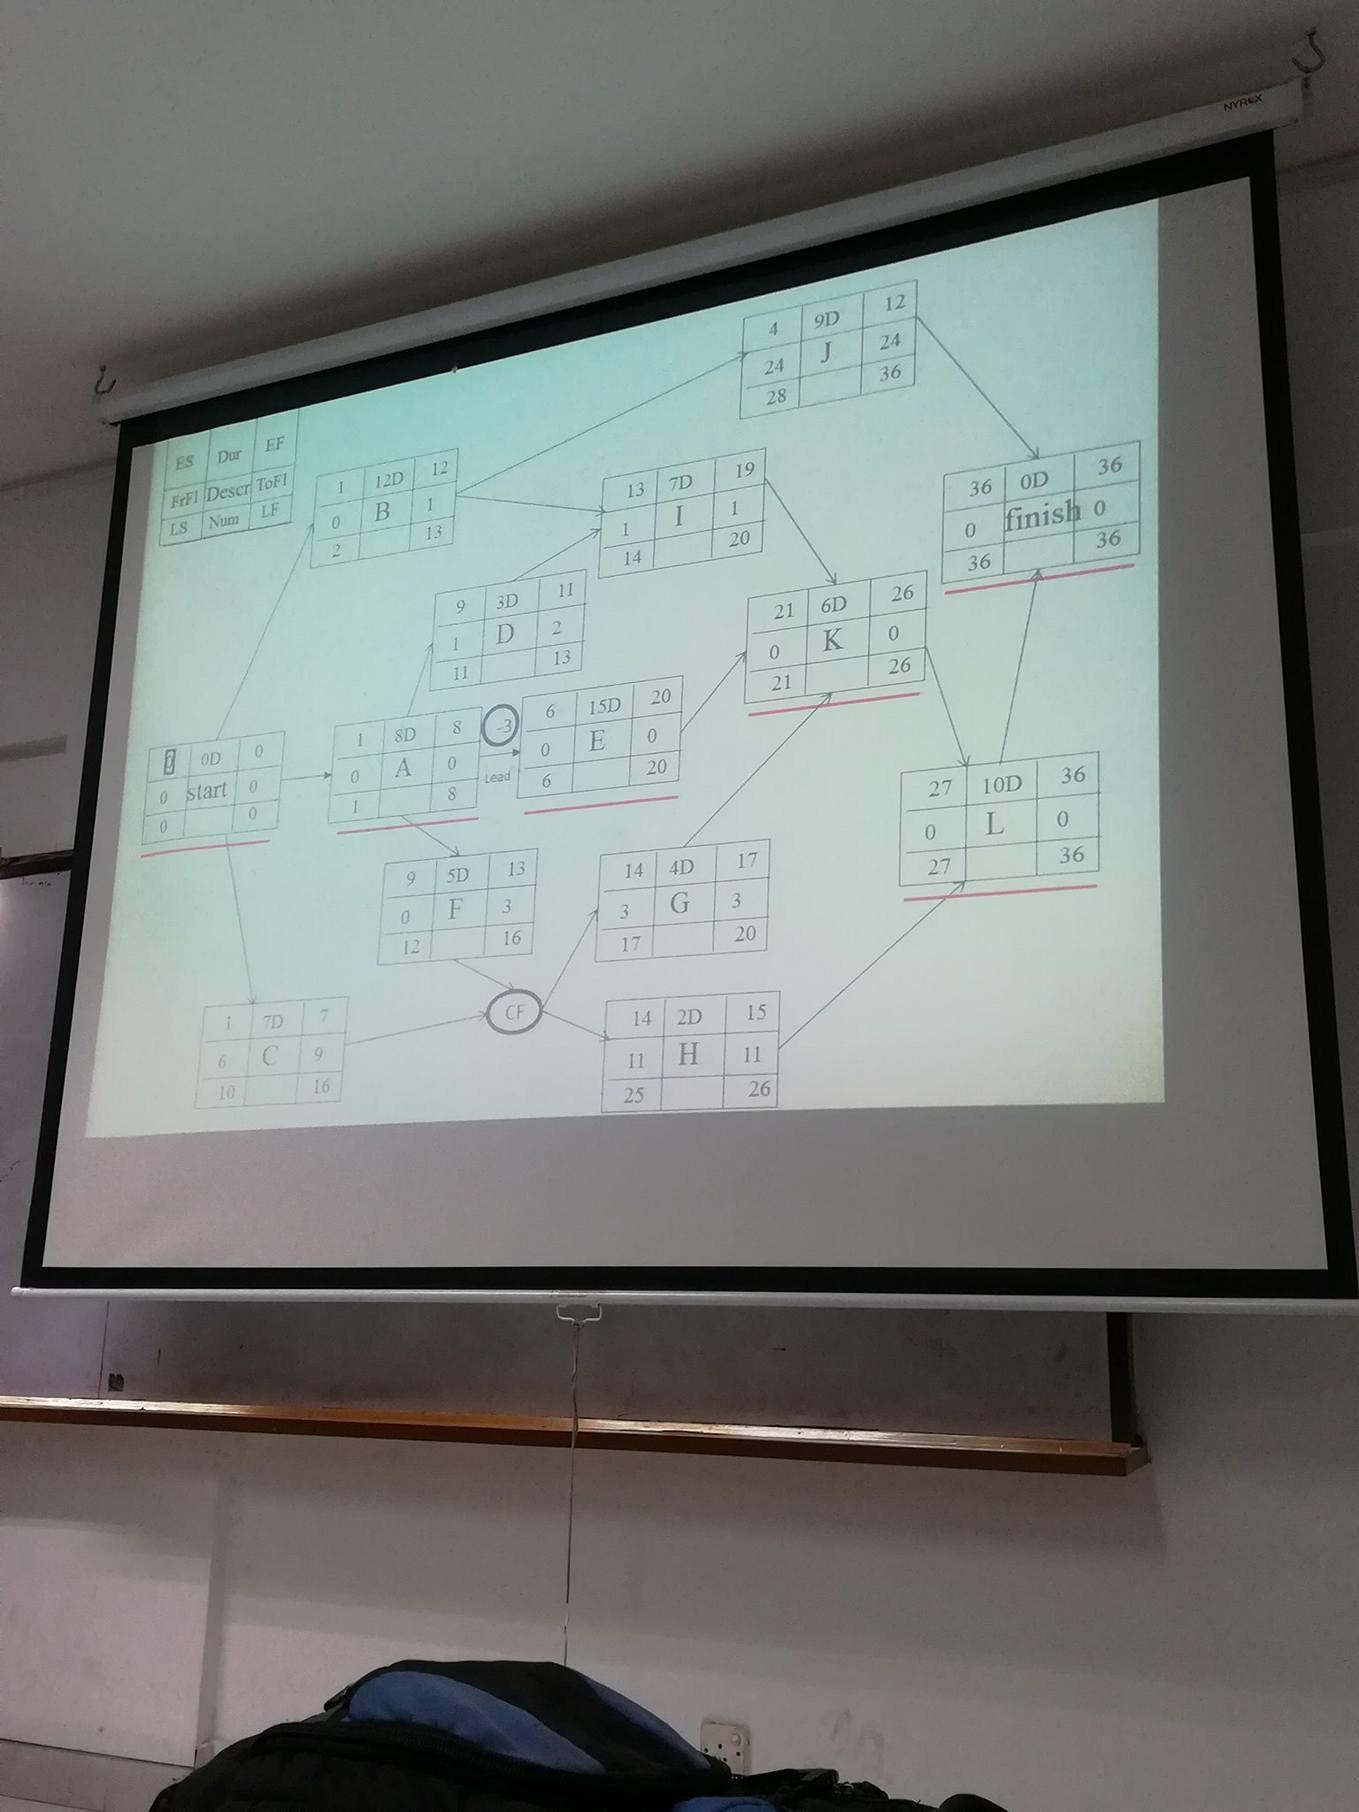 NYREX
ES Dur EF
FrFl Descr ToFl
LS Num LF
4 9D 12
24 J 24
28 36
1 12D 12
0 B 1
2 13
13 7D 19
1 I 1
14 20
36 0D 36
0 finish 0
36 36
9 3D 11
1 D 2
11 13
21 6D 26
0 K 0
21 26
0 0D 0
0 start 0
0 0
1 8D 8
0 A 0
1 8
-3
Lead
6 15D 20
0 E 0
6 20
27 10D 36
0 L 0
27 36
9 5D 13
0 F 3
12 16
14 4D 17
3 G 3
17 20
1 7D 7
6 C 9
10 16
CF
14 2D 15
11 H 11
25 26